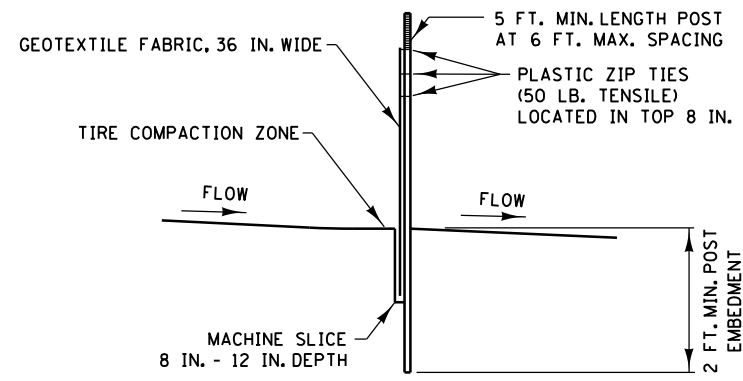 5 FT. MIN. LENGTH POST
AT 6 FT. MAX. SPACING
GEOTEXTILE FABRIC, 36 IN. WIDE
PLASTIC ZIP TIES
(50 LB. TENSILE)
LOCATED IN TOP 8 IN.
TIRE COMPACTION ZONE
FLOW
FLOW
2 FT. MIN. POST
EMBEDMENT
MACHINE SLICE
8 IN. - 12 IN. DEPTH